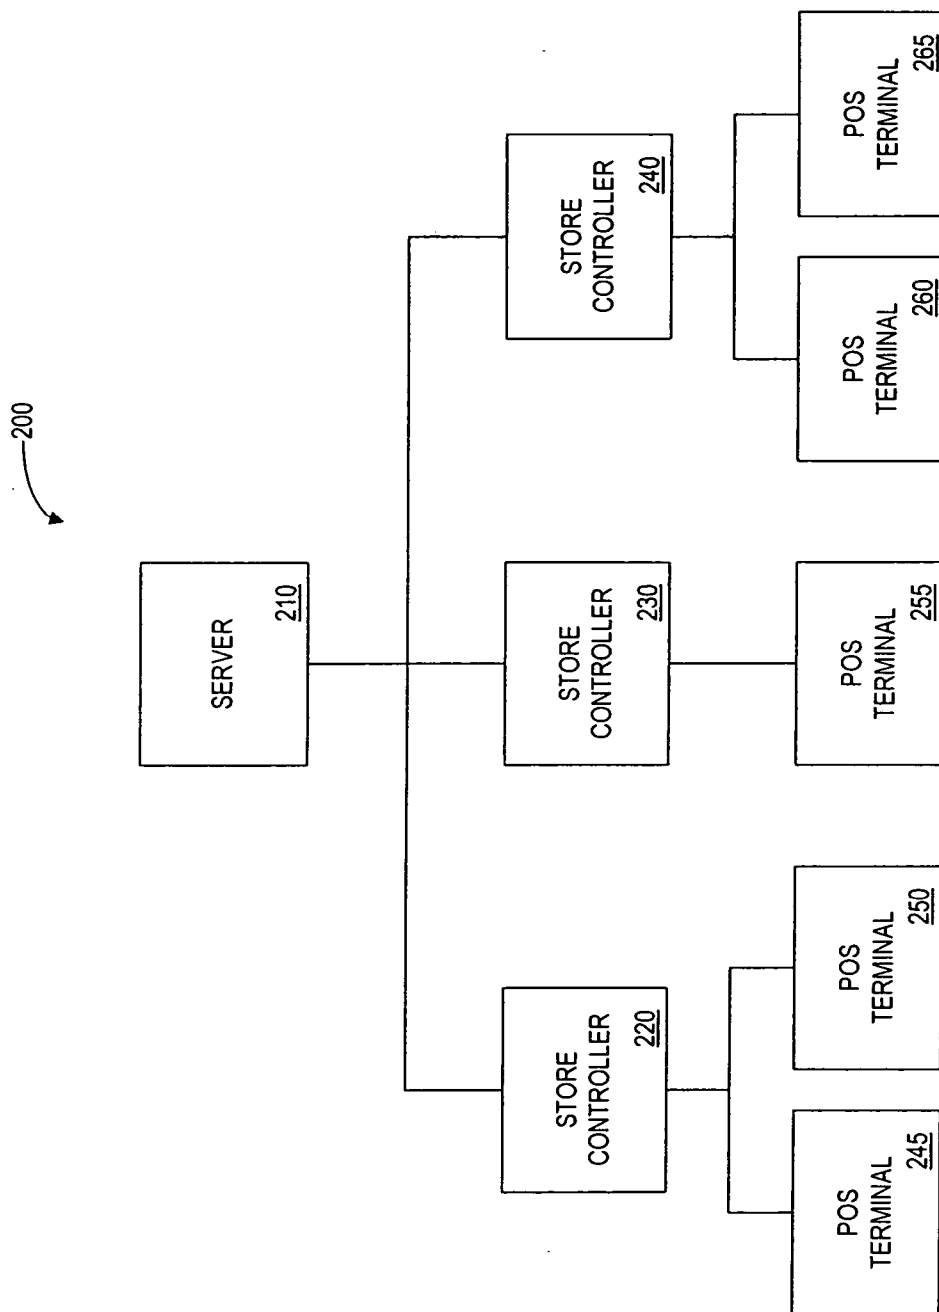 200
SERVER
210
STORE
CONTROLLER
220
STORE
CONTROLLER
230
STORE
CONTROLLER
240
POS
TERMINAL
245
POS
TERMINAL
250
POS
TERMINAL
255
POS
TERMINAL
260
POS
TERMINAL
265